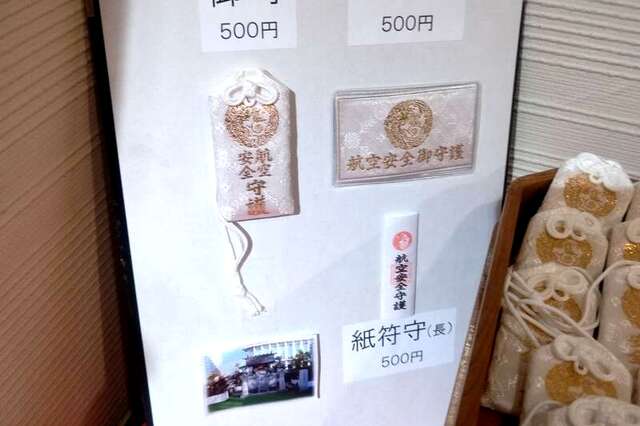 500円
500円
航空
安全
守護
航空安全御守護
航空安全守護
紙符守(長)
500円